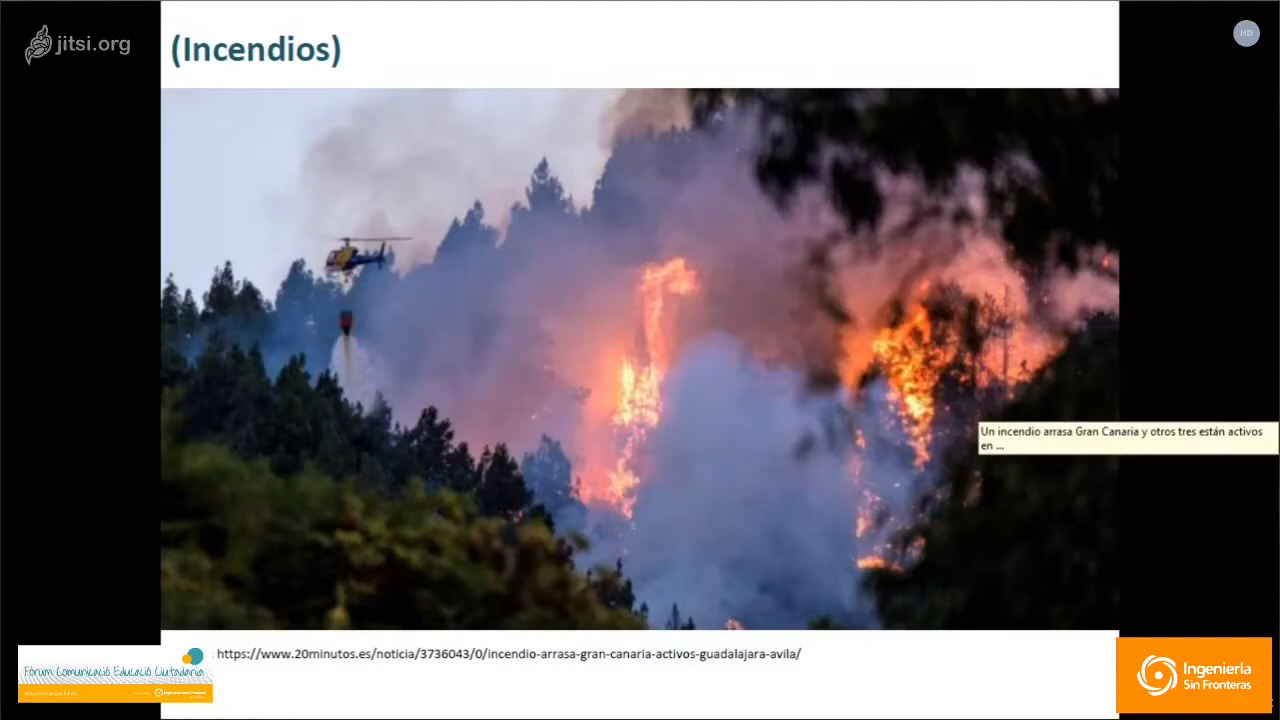 jitsi.org
HD
(Incendios)
Un incendio arrasa Gran Canaria y otros tres están activos
en ...
https://www.20minutos.es/noticia/3736043/0/incendio-arrasa-gran-canaria-activos-guadalajara-avila/
Fòrum Comunicació Educació Ciutadania
Ingeniería
Sin Fronteras